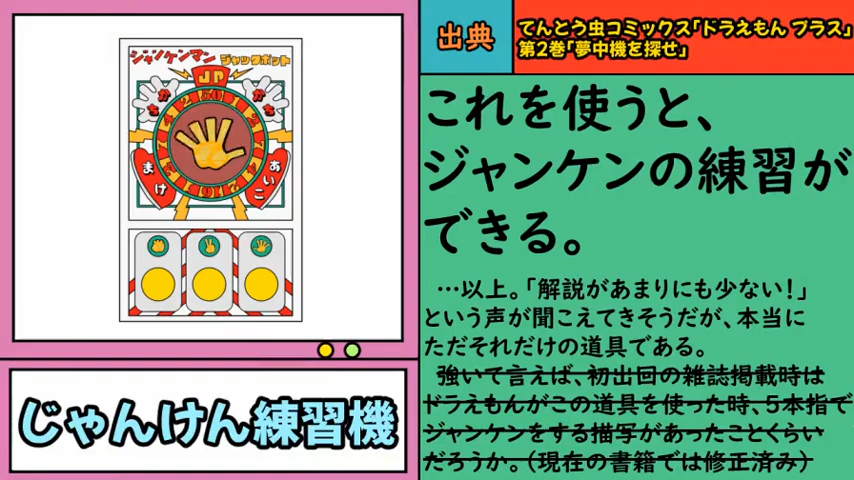 ジャンケンマン
ジャックポット
JP
かち
かち
まけ
あいこ
じゃんけん練習機
出典
てんとう虫コミックス「ドラえもん プラス」
第2巻「夢中機を探せ」
これを使うと、
ジャンケンの練習が
できる。
…以上。「解説があまりにも少ない!」
という声が聞こえてきそうだが、本当に
ただそれだけの道具である。
強いて言えば、初出回の雑誌掲載時は
ドラえもんがこの道具を使った時、5本指で
ジャンケンをする描写があったことくらい
だろうか。(現在の書籍では修正済み)